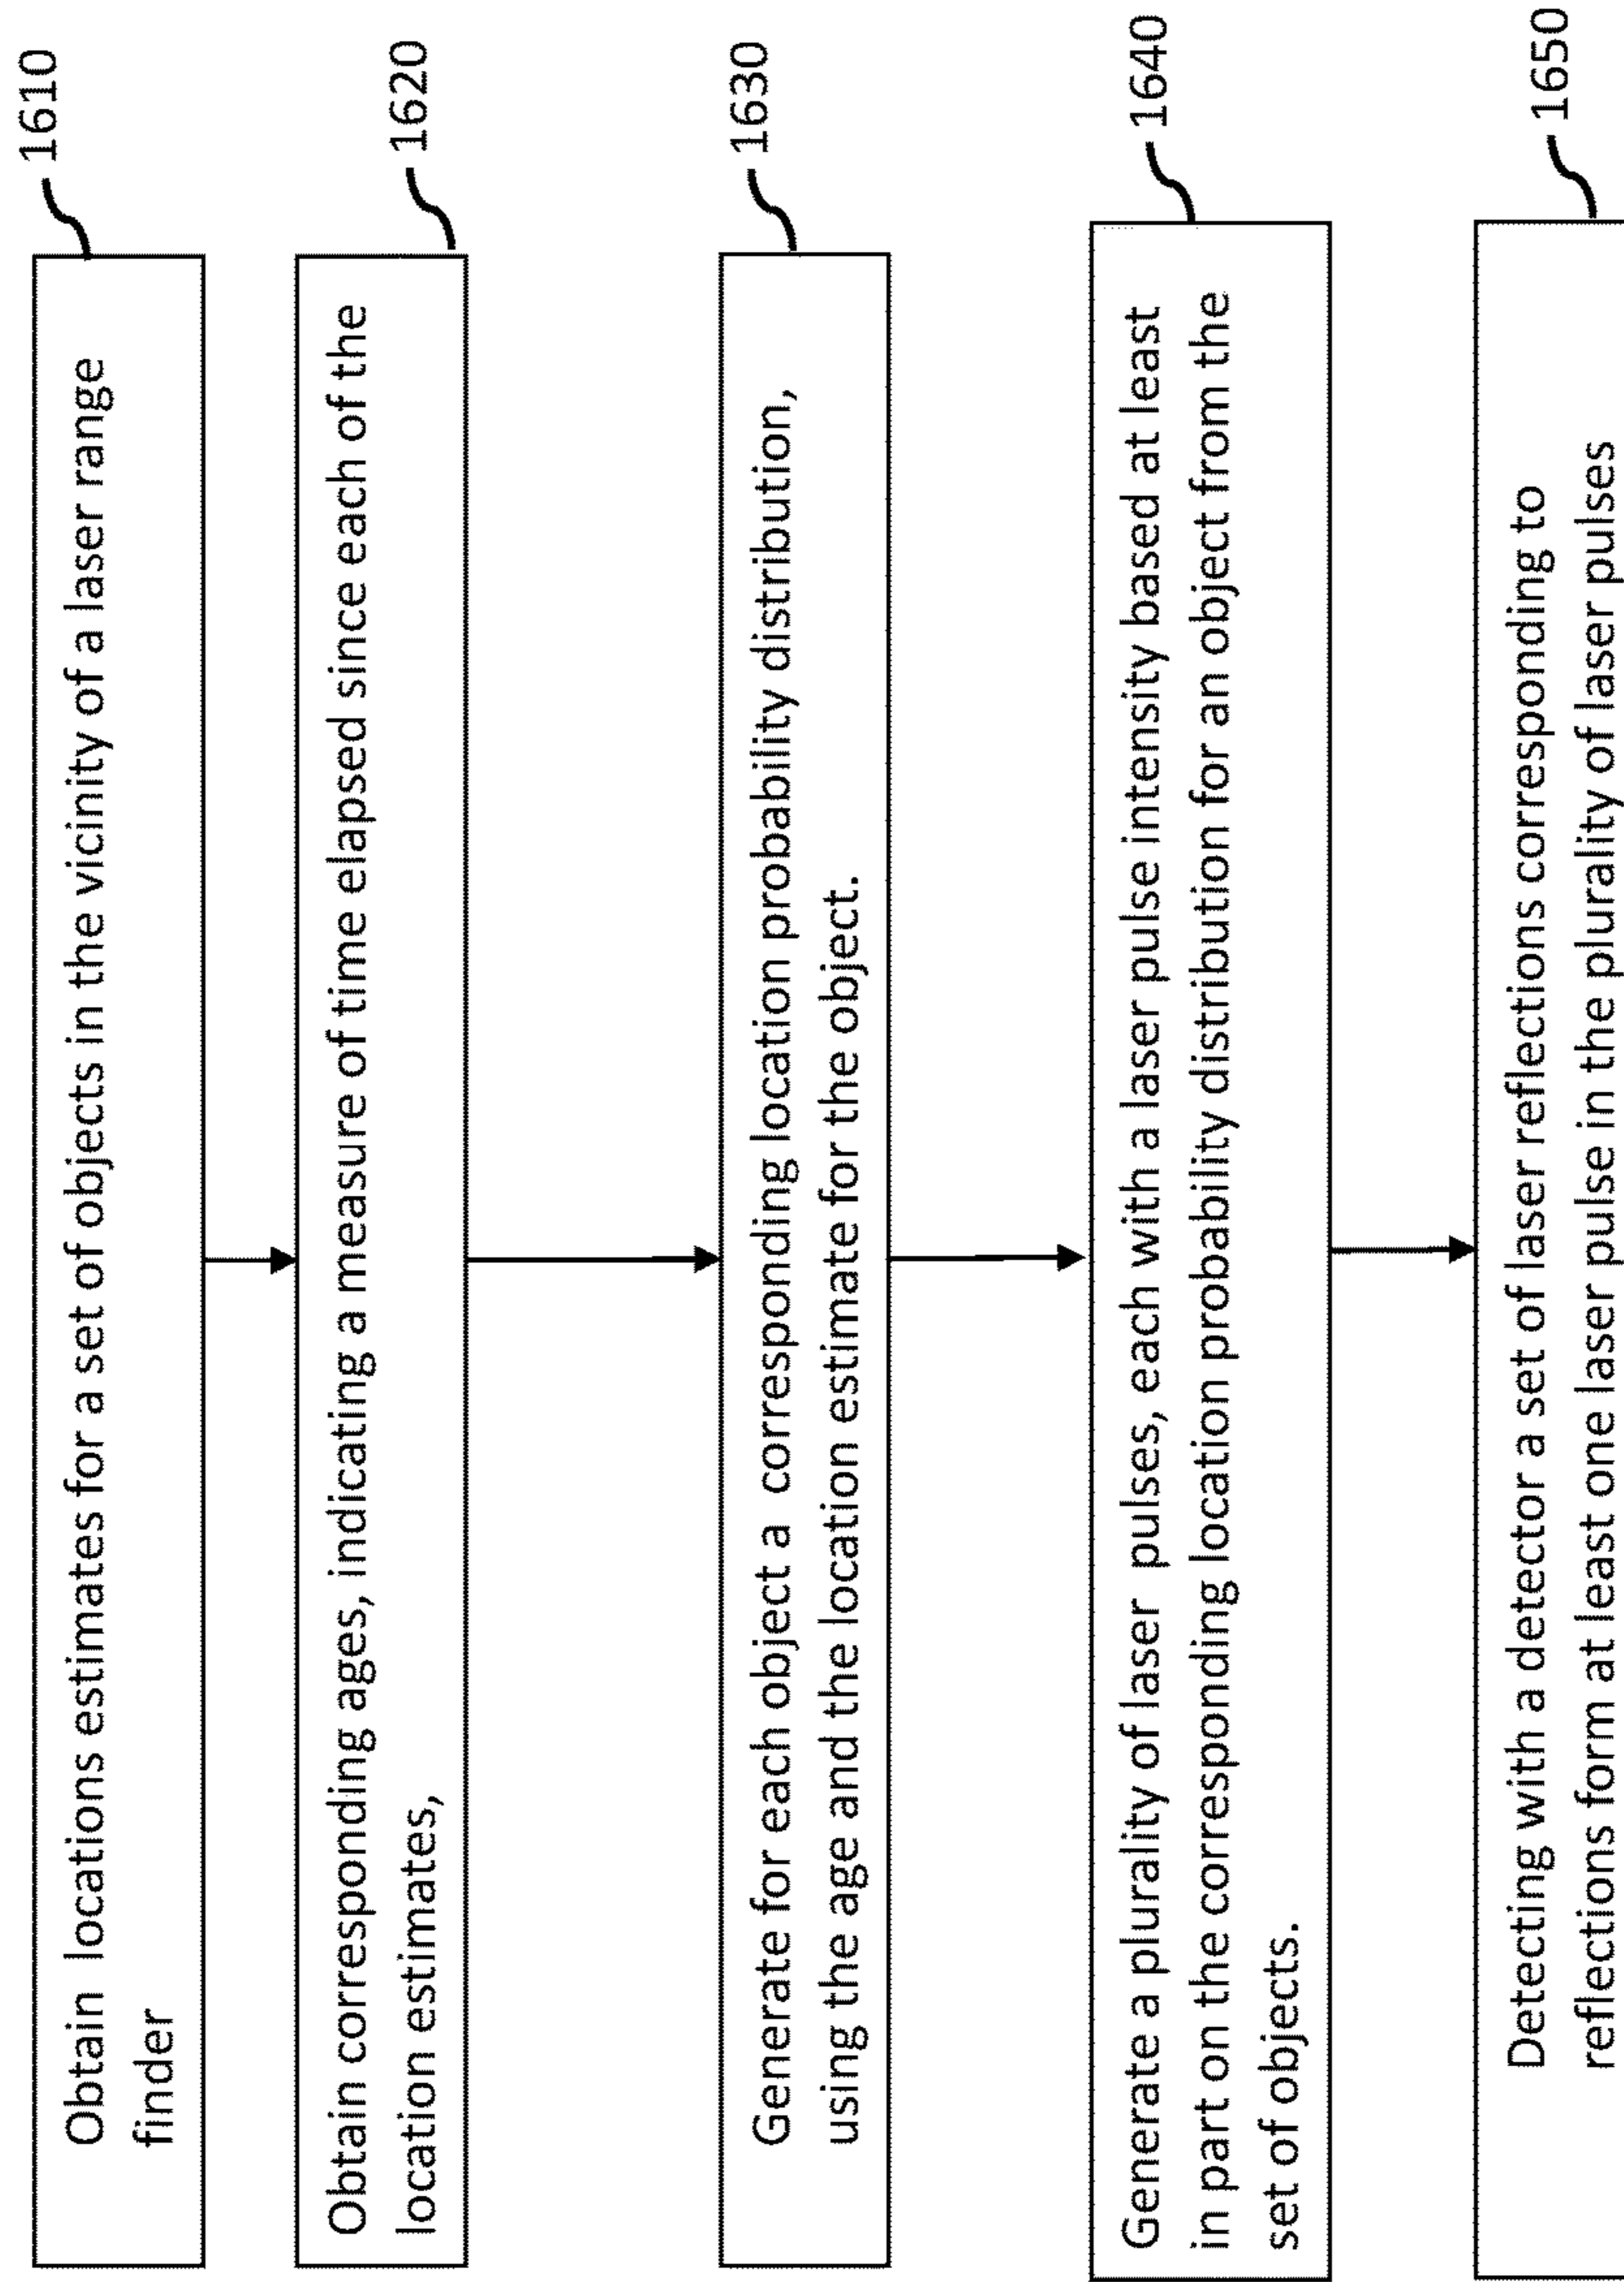 Obtain locations estimates for a set of objects in the vicinity of a laser range
finder
1610
Obtain corresponding ages, indicating a measure of time elapsed since each of the
location estimates,
1620
Generate for each object a corresponding location probability distribution,
using the age and the location estimate for the object.
1630
Generate a plurality of laser pulses, each with a laser pulse intensity based at least
in part on the corresponding location probability distribution for an object from the
set of objects.
1640
Detecting with a detector a set of laser reflections corresponding to
reflections form at least one laser pulse in the plurality of laser pulses
1650